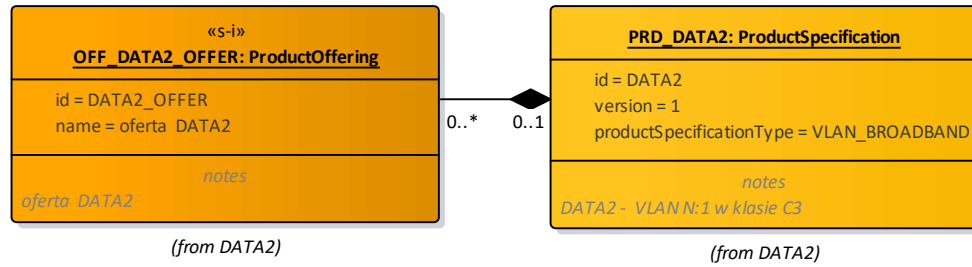 «s-i»
OFF_DATA2_OFFER: ProductOffering
id = DATA2_OFFER
name = oferta DATA2
notes
oferta DATA2
(from DATA2)
0..*
0..1
PRD_DATA2: ProductSpecification
id = DATA2
version = 1
productSpecificationType = VLAN_BROADBAND
notes
DATA2 - VLAN N:1 w klasie C3
(from DATA2)